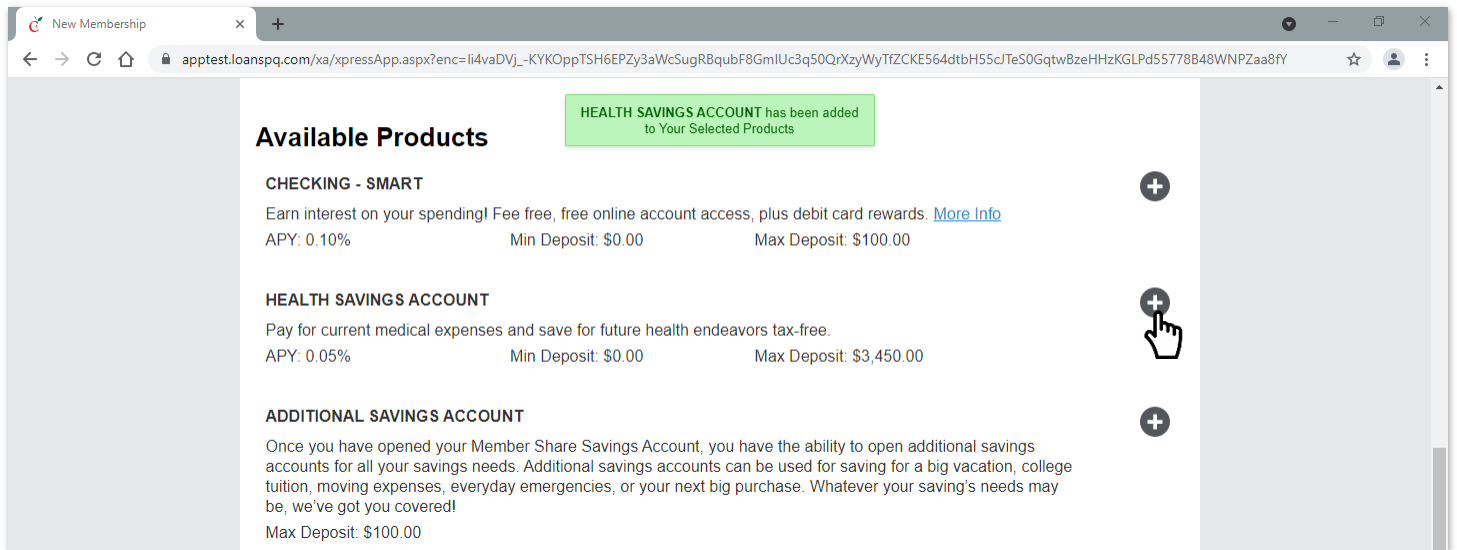 New Membership
apptest.loanspq.com/xa/xpressApp.aspx?enc=Ii4vaDVj_-KYKOppTSH6EPZy3aWcSugRBqubF8GmIUc3q50QrXzyWyTfZCKE564dtbH55cJTeS0GqtwBzeHHzKGLPd55778B48WNPZaa8fY
HEALTH SAVINGS ACCOUNT has been added
to Your Selected Products
Available Products
CHECKING - SMART
Earn interest on your spending! Fee free, free online account access, plus debit card rewards. More Info
APY: 0.10% Min Deposit: $0.00 Max Deposit: $100.00
HEALTH SAVINGS ACCOUNT
Pay for current medical expenses and save for future health endeavors tax-free.
APY: 0.05% Min Deposit: $0.00 Max Deposit: $3,450.00
ADDITIONAL SAVINGS ACCOUNT
Once you have opened your Member Share Savings Account, you have the ability to open additional savings
accounts for all your savings needs. Additional savings accounts can be used for saving for a big vacation, college
tuition, moving expenses, everyday emergencies, or your next big purchase. Whatever your saving’s needs may
be, we’ve got you covered!
Max Deposit: $100.00